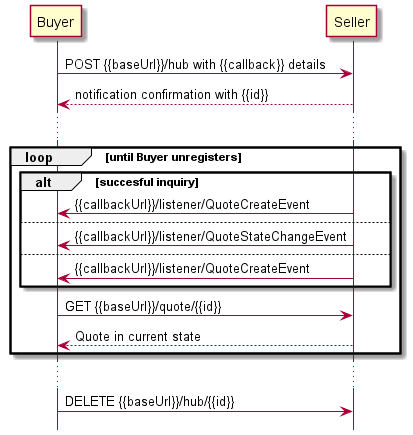 Buyer Seller
POST {{baseUrl}}/hub with {{callback}} details
notification confirmation with {{id}}
loop [until Buyer unregisters]
alt [succesful inquiry]
{{callbackUrl}}/listener/QuoteCreateEvent
{{callbackUrl}}/listener/QuoteStateChangeEvent
{{callbackUrl}}/listener/QuoteCreateEvent
GET {{baseUrl}}/quote/{{id}}
Quote in current state
DELETE {{baseUrl}}/hub/{{id}}